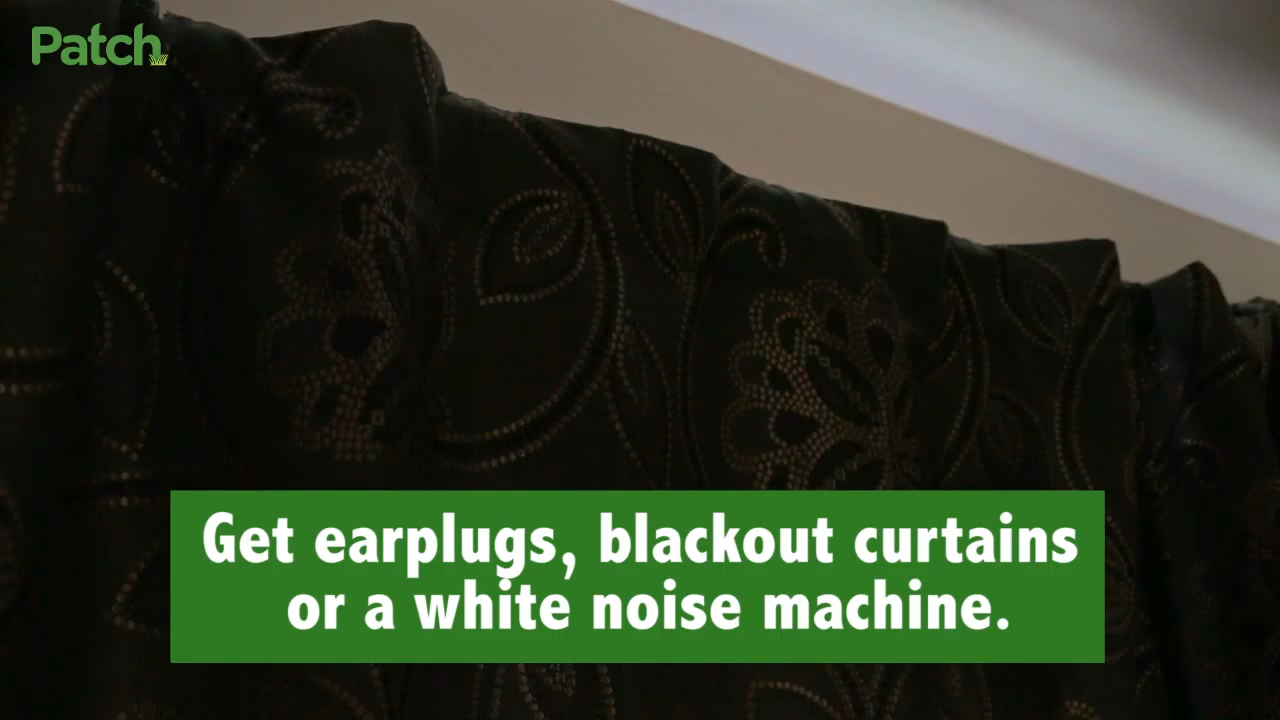 Patch
Get earplugs, blackout curtains
or a white noise machine.